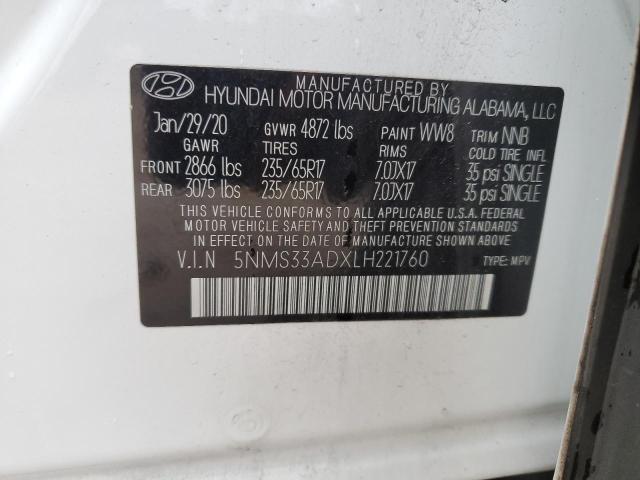 MANUFACTURED BY
HYUNDAI MOTOR MANUFACTURING ALABAMA, LLC
Jan/29/20 GVWR 4872 lbs PAINT WW8 TRIM NNB
GAWR TIRES RIMS COLD TIRE INFL.
FRONT 2866 lbs 235/65R17 7.0JX17 35 psi SINGLE
REAR 3075 lbs 235/65R17 7.0JX17 35 psi SINGLE
THIS VEHICLE CONFORMS TO ALL APPLICABLE U.S.A. FEDERAL
MOTOR VEHICLE SAFETY AND THEFT PREVENTION STANDARDS
IN EFFECT ON THE DATE OF MANUFACTURE SHOWN ABOVE.
V.I.N 5NMS33ADXLH221760 TYPE: MPV